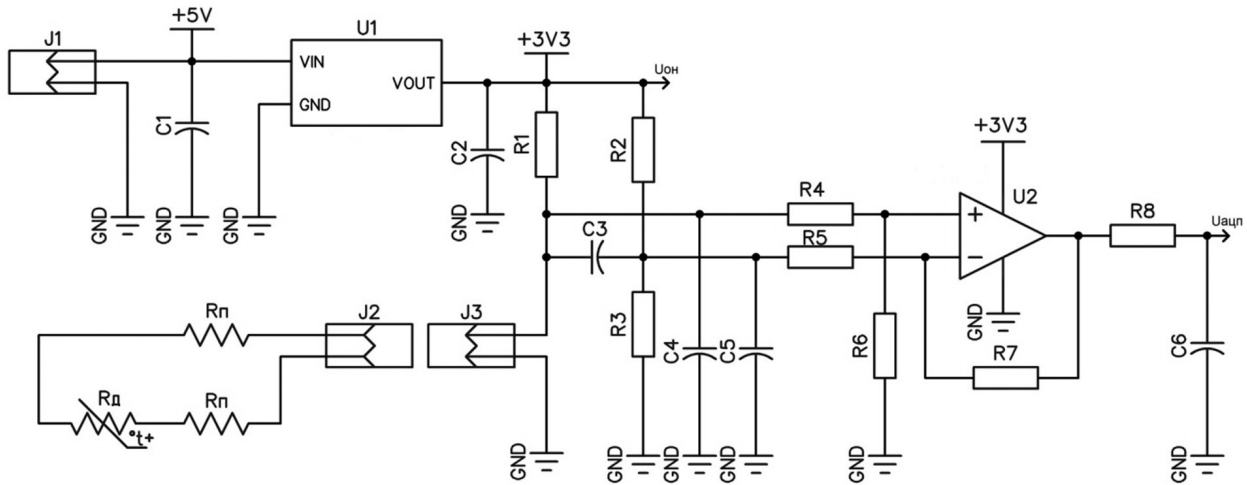 +5V
J1
U1
VIN
VOUT
GND
+3V3
Uон
C1
C2
R1
R2
GND
GND
GND
GND
+3V3
R4
U2
R8
Uацп
C3
R5
+
−
Rп
J2
J3
R3
C4
C5
R6
GND
R7
C6
Rд
°t+
Rп
GND
GND
GND
GND
GND
GND